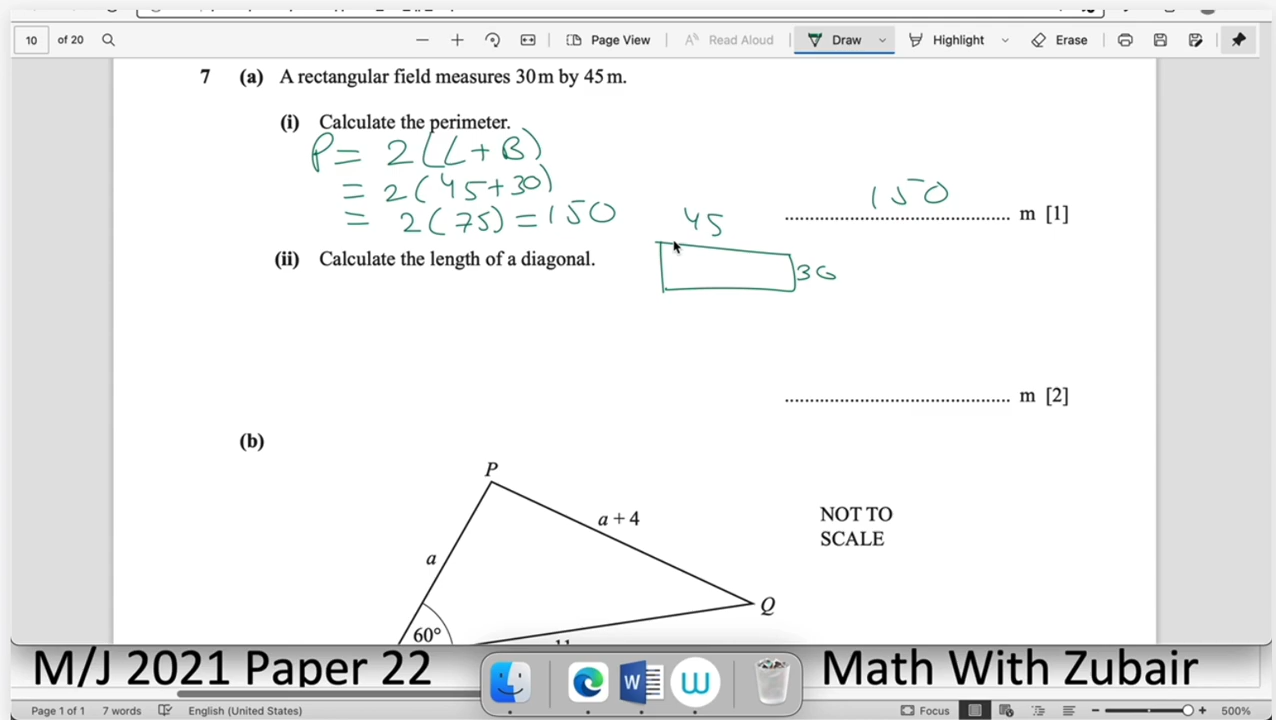 10 of 20 Page View Read Aloud Draw Highlight Erase
7 (a) A rectangular field measures 30 m by 45 m.
(i) Calculate the perimeter.
P = 2(L + B)
= 2(45+30)
= 2(75) = 150
150
.............................................. m [1]
45
(ii) Calculate the length of a diagonal.
30
.............................................. m [2]
(b)
P
a + 4
NOT TO
SCALE
a
Q
60°
M/J 2021 Paper 22
Math With Zubair
Page 1 of 1 7 words English (United States) Focus 500%